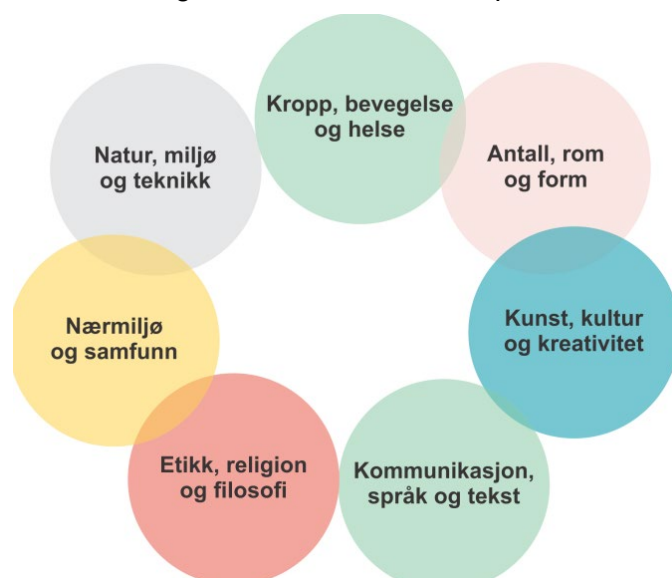 Kropp, bevegelse
og helse
Natur, miljø
og teknikk
Antall, rom
og form
Nærmiljø
og samfunn
Kunst, kultur
og kreativitet
Etikk, religion
og filosofi
Kommunikasjon,
språk og tekst